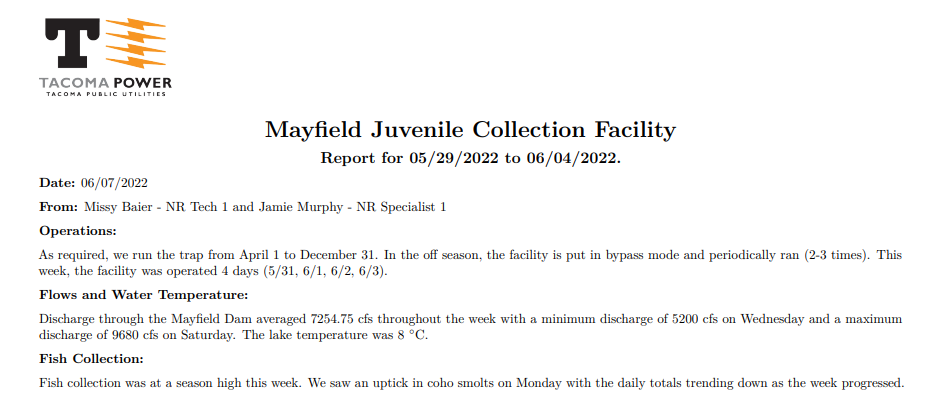 T
TACOMA POWER
TACOMA PUBLIC UTILITIES
Mayfield Juvenile Collection Facility
Report for 05/29/2022 to 06/04/2022.
Date: 06/07/2022
From: Missy Baier - NR Tech 1 and Jamie Murphy - NR Specialist 1
Operations:
As required, we run the trap from April 1 to December 31. In the off season, the facility is put in bypass mode and periodically ran (2-3 times). This
week, the facility was operated 4 days (5/31, 6/1, 6/2, 6/3).
Flows and Water Temperature:
Discharge through the Mayfield Dam averaged 7254.75 cfs throughout the week with a minimum discharge of 5200 cfs on Wednesday and a maximum
discharge of 9680 cfs on Saturday. The lake temperature was 8 °C.
Fish Collection:
Fish collection was at a season high this week. We saw an uptick in coho smolts on Monday with the daily totals trending down as the week progressed.